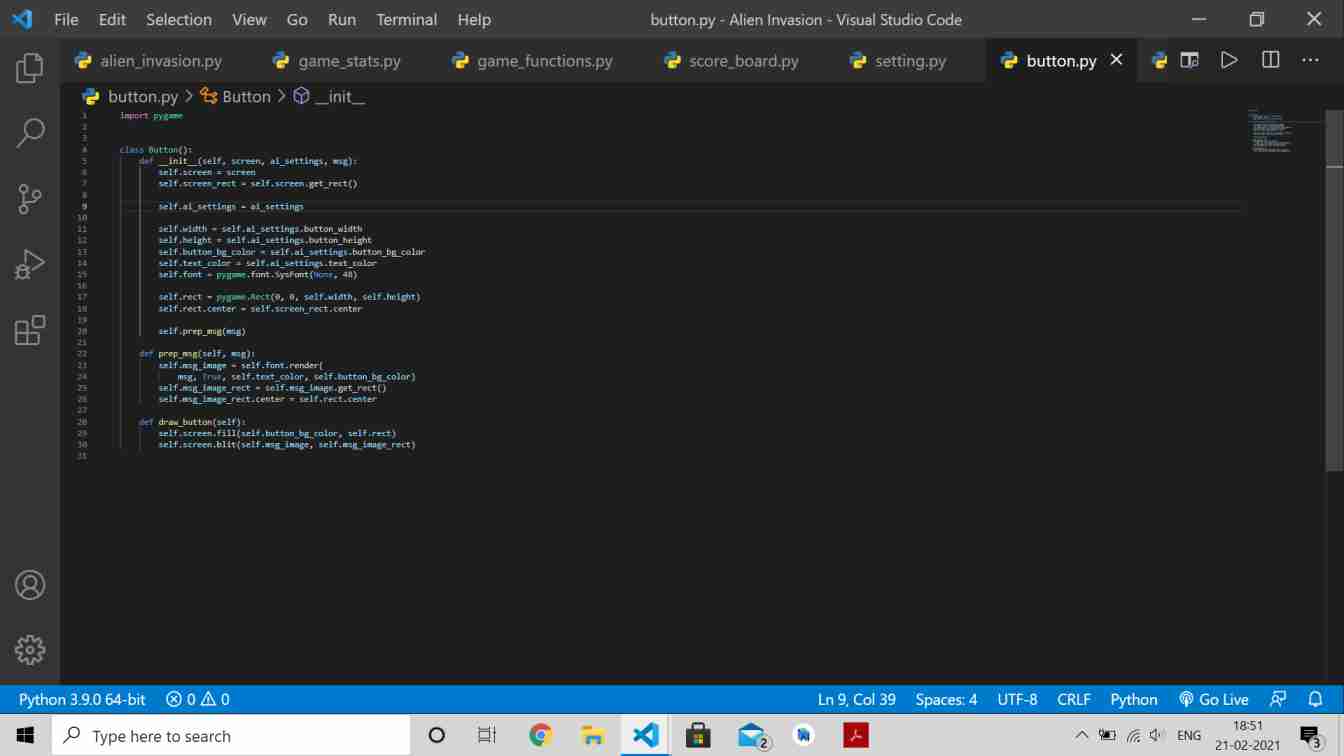 File Edit Selection View Go Run Terminal Help button.py - Alien Invasion - Visual Studio Code
alien_invasion.py game_stats.py game_functions.py score_board.py setting.py button.py
button.py > Button > __init__
1 import pygame
2
3
4 class Button():
5 def __init__(self, screen, ai_settings, msg):
6 self.screen = screen
7 self.screen_rect = self.screen.get_rect()
8
9 self.ai_settings = ai_settings
10
11 self.width = self.ai_settings.button_width
12 self.height = self.ai_settings.button_height
13 self.button_bg_color = self.ai_settings.button_bg_color
14 self.text_color = self.ai_settings.text_color
15 self.font = pygame.font.SysFont(None, 48)
16
17 self.rect = pygame.Rect(0, 0, self.width, self.height)
18 self.rect.center = self.screen_rect.center
19
20 self.prep_msg(msg)
21
22 def prep_msg(self, msg):
23 self.msg_image = self.font.render(
24 msg, True, self.text_color, self.button_bg_color)
25 self.msg_image_rect = self.msg_image.get_rect()
26 self.msg_image_rect.center = self.rect.center
27
28 def draw_button(self):
29 self.screen.fill(self.button_bg_color, self.rect)
30 self.screen.blit(self.msg_image, self.msg_image_rect)
31
Python 3.9.0 64-bit 0 0 Ln 9, Col 39 Spaces: 4 UTF-8 CRLF Python Go Live
Type here to search 2 ENG 18:51
21-02-2021 3